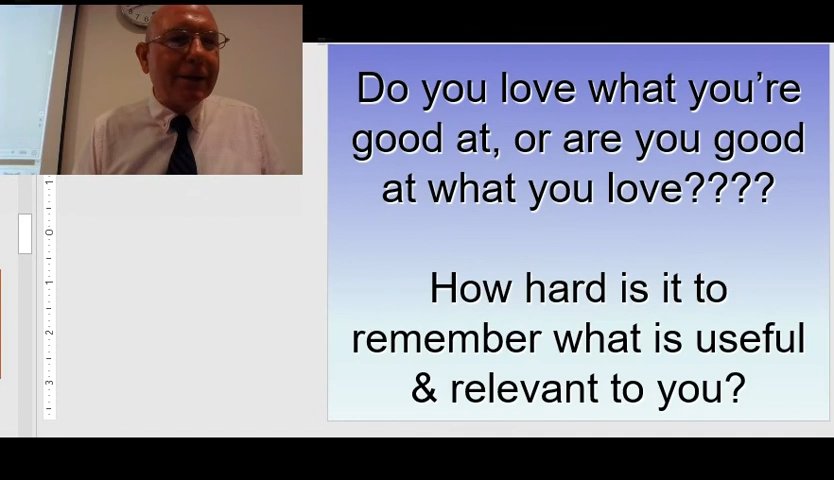 Do you love what you're
good at, or are you good
at what you love????
How hard is it to
remember what is useful
& relevant to you?